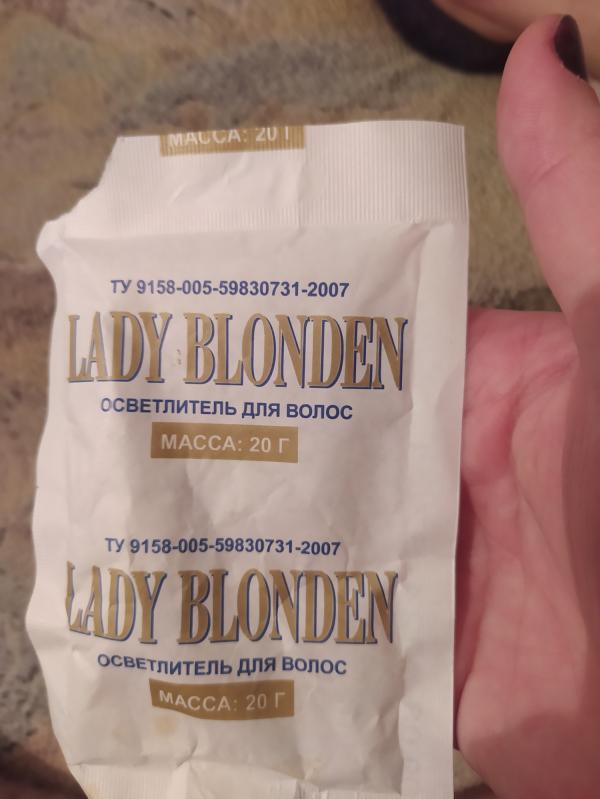 МАССА: 20 Г
ТУ 9158-005-59830731-2007
LADY BLONDEN
ОСВЕТЛИТЕЛЬ ДЛЯ ВОЛОС
МАССА: 20 Г
ТУ 9158-005-59830731-2007
LADY BLONDEN
ОСВЕТЛИТЕЛЬ ДЛЯ ВОЛОС
МАССА: 20 Г